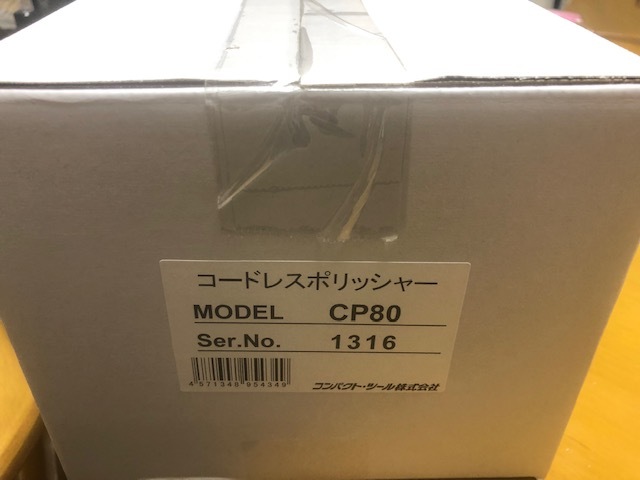 コードレスポリッシャー
MODEL CP80
Ser.No. 1316
4571348954349
コンパクト・ツール株式会社